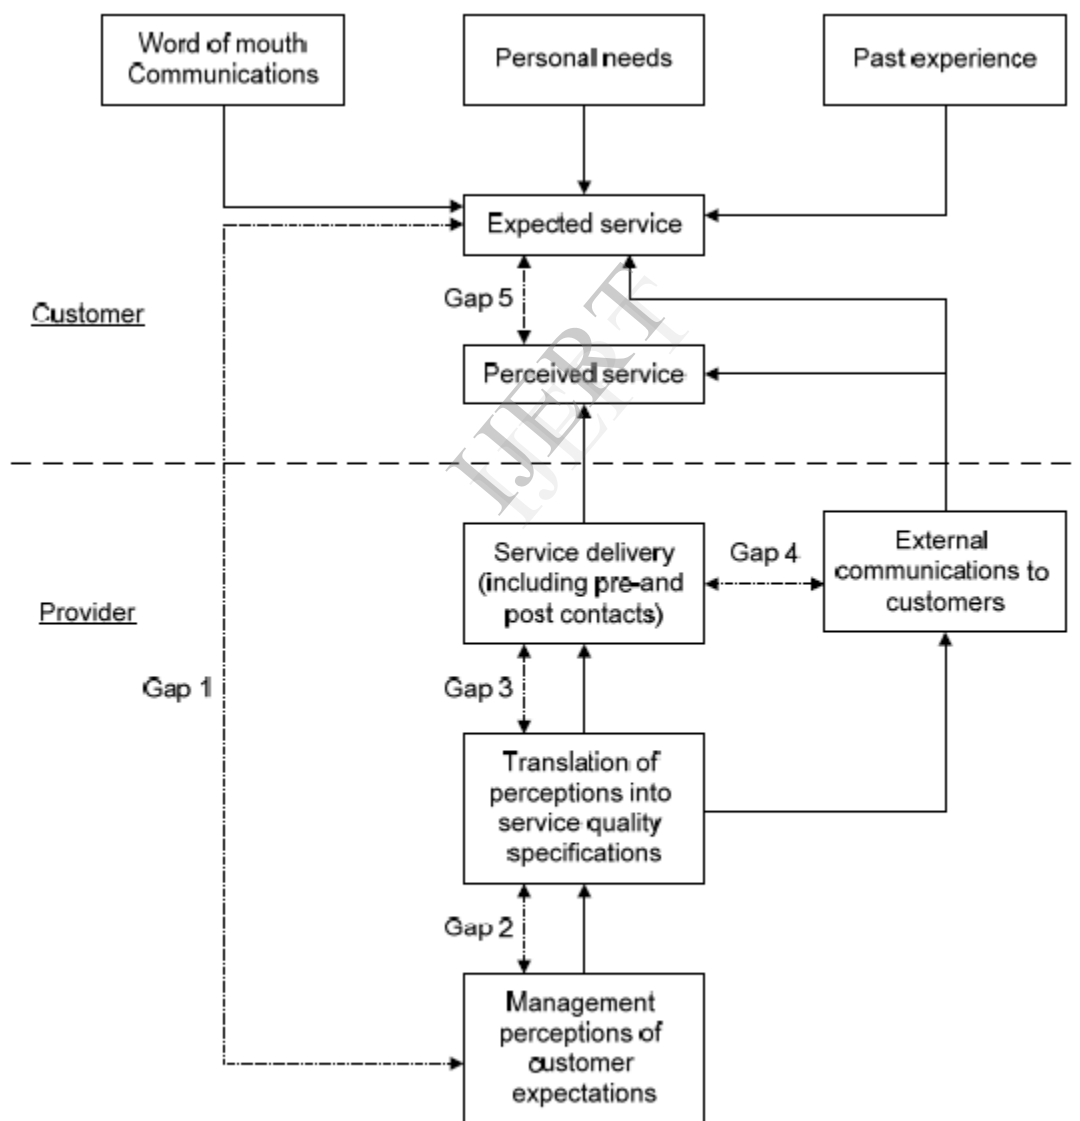 Word of mouth
Communications
Personal needs
Past experience
Expected service
Gap 5
Customer
Perceived service
IJERT
Service delivery
(including pre-and
post contacts)
Gap 4
External
communications to
customers
Provider
Gap 1
Gap 3
Translation of
perceptions into
service quality
specifications
Gap 2
Management
perceptions of
customer
expectations